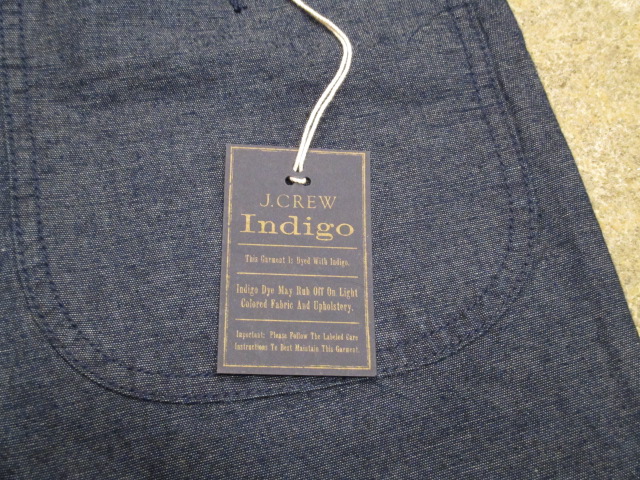 J.CREW
Indigo
This Garment Is Dyed With Indigo.
Indigo Dye May Rub Off On Light
Colored Fabric And Upholstery.
Important: Please Follow The Labeled Care
Instructions To Best Maintain This Garment.